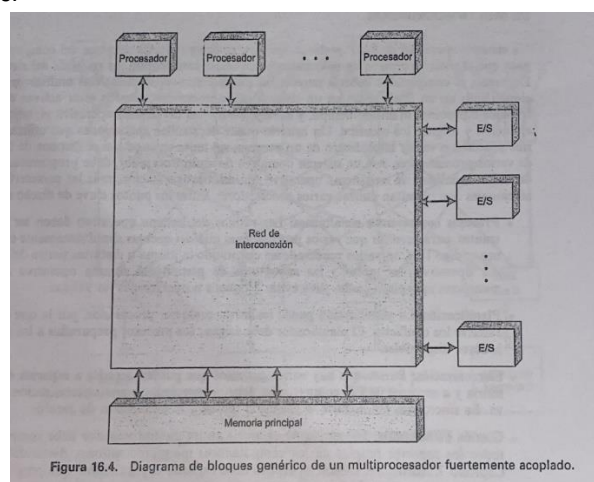 Procesador
Procesador
. . .
Procesador
E/S
E/S
E/S
Red de
interconexión
Memoria principal
Figura 16.4. Diagrama de bloques genérico de un multiprocesador fuertemente acoplado.